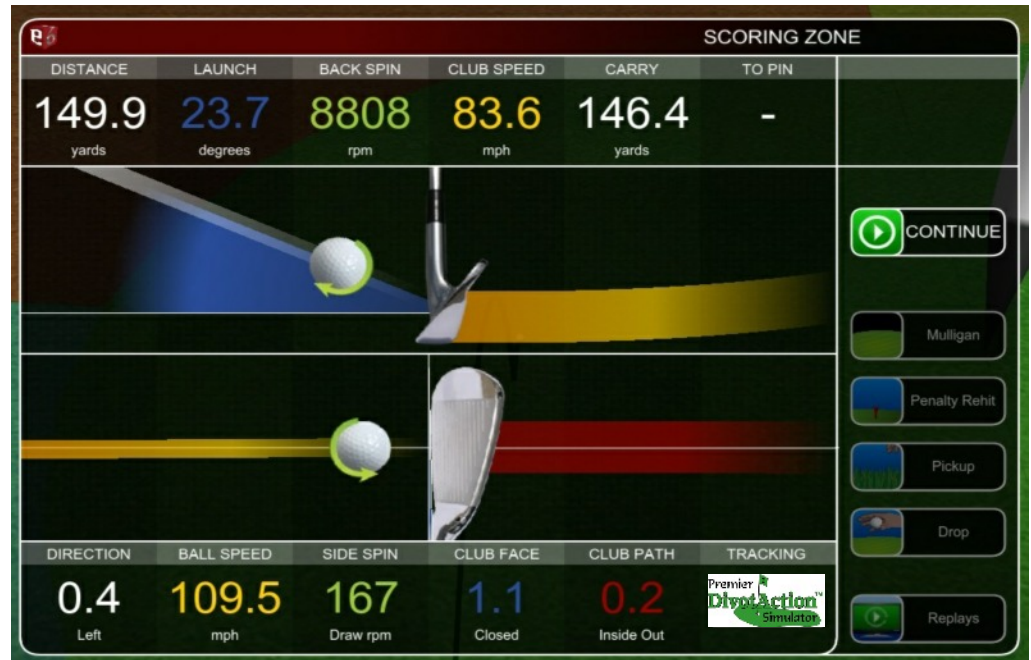 e6
SCORING ZONE
DISTANCE LAUNCH BACK SPIN CLUB SPEED CARRY TO PIN
149.9 23.7 8808 83.6 146.4 -
yards degrees rpm mph yards
CONTINUE
Mulligan
Penalty Rehit
Pickup
Drop
DIRECTION BALL SPEED SIDE SPIN CLUB FACE CLUB PATH TRACKING
0.4 109.5 167 1.1 0.2
Left mph Draw rpm Closed Inside Out
Premier
DivotAction™
Simulator
Replays